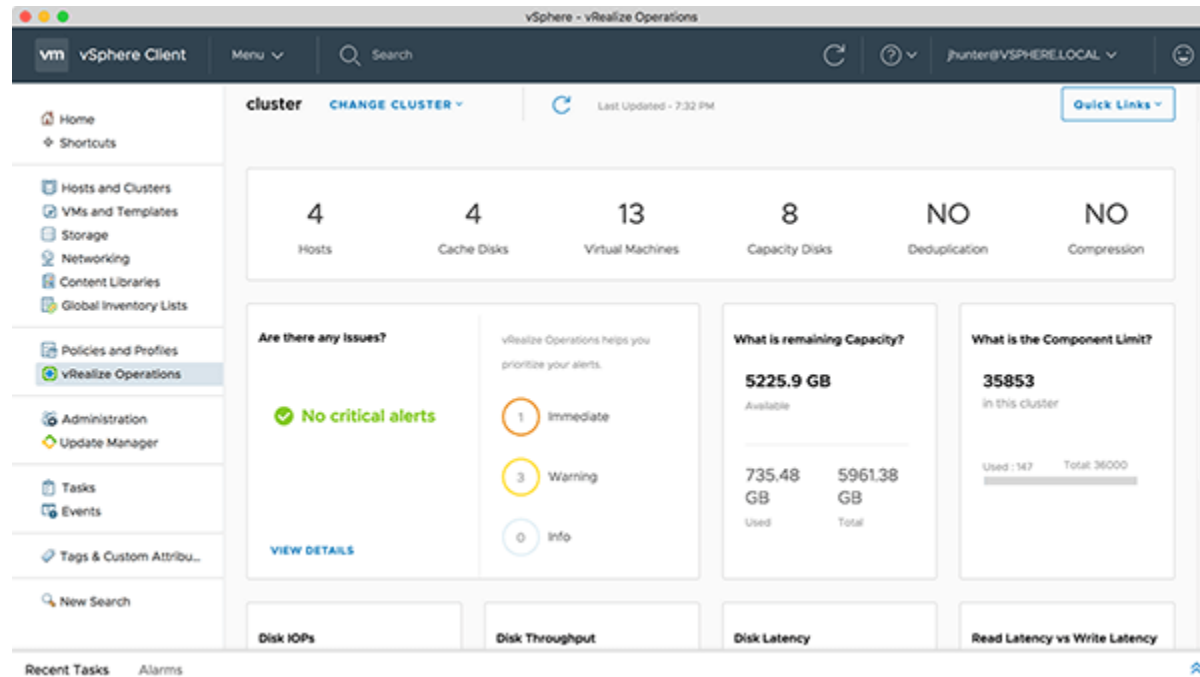 vSphere - vRealize Operations
vm vSphere Client Menu Search jhunter@VSPHERE.LOCAL
Home
Shortcuts
Hosts and Clusters
VMs and Templates
Storage
Networking
Content Libraries
Global Inventory Lists
Policies and Profiles
vRealize Operations
Administration
Update Manager
Tasks
Events
Tags & Custom Attribu...
New Search
cluster CHANGE CLUSTER Last Updated - 7:32 PM Quick Links
4 4 13 8 NO NO
Hosts Cache Disks Virtual Machines Capacity Disks Deduplication Compression
Are there any Issues?
No critical alerts
VIEW DETAILS
vRealize Operations helps you
prioritize your alerts.
1 Immediate
3 Warning
0 Info
What is remaining Capacity?
5225.9 GB
Available
735.48 5961.38
GB GB
Used Total
What is the Component Limit?
35853
in this cluster
Used : 147 Total: 36000
Disk IOPs Disk Throughput Disk Latency Read Latency vs Write Latency
Recent Tasks Alarms